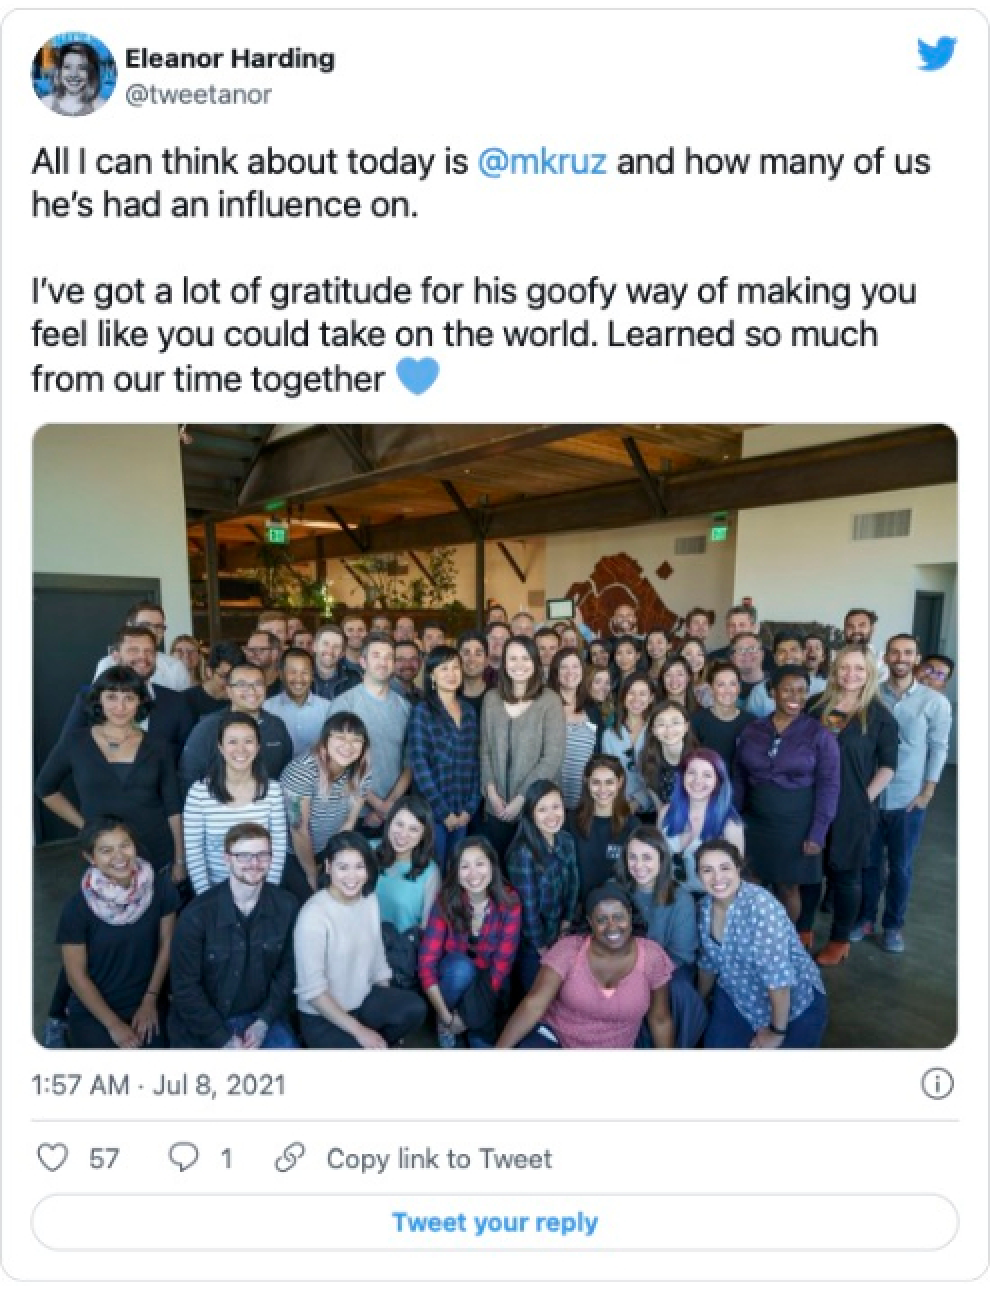 Eleanor Harding
@tweetanor
All I can think about today is @mkruz and how many of us
he's had an influence on.
I've got a lot of gratitude for his goofy way of making you
feel like you could take on the world. Learned so much
from our time together 💙
1:57 AM · Jul 8, 2021
57 1 Copy link to Tweet
Tweet your reply